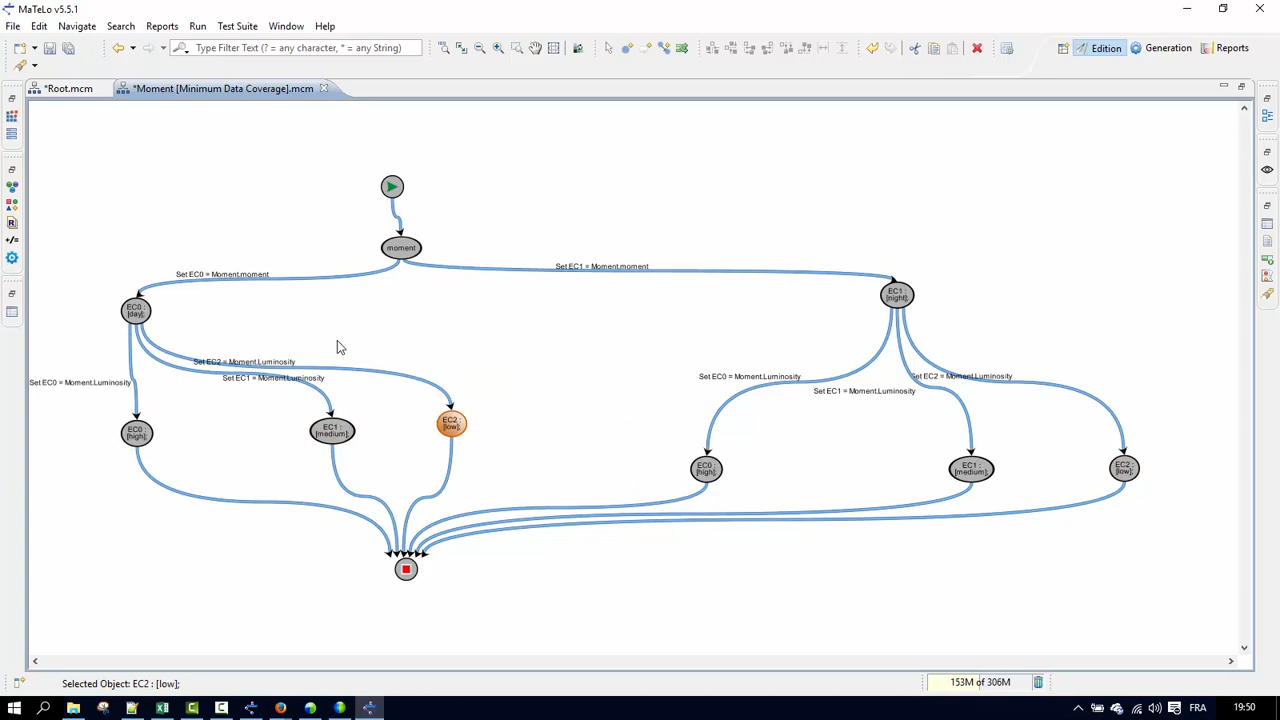 MaTeLo v5.5.1
File Edit Navigate Search Reports Run Test Suite Window Help
Type Filter Text (? = any character, * = any String)
Edition Generation Reports
*Root.mcm *Moment [Minimum Data Coverage].mcm
moment
Set EC0 = Moment.moment
Set EC1 = Moment.moment
EC0 :
[day];
EC1 :
[night];
Set EC2 = Moment.Luminosity
Set EC1 = Moment.Luminosity
Set EC0 = Moment.Luminosity
Set EC0 = Moment.Luminosity
Set EC1 = Moment.Luminosity
Set EC2 = Moment.Luminosity
EC0 :
[high];
EC1 :
[medium];
EC2 :
[low];
EC0 :
[high];
EC1 :
[medium];
EC2 :
[low];
Selected Object: EC2 : [low];
153M of 306M
FRA
19:50